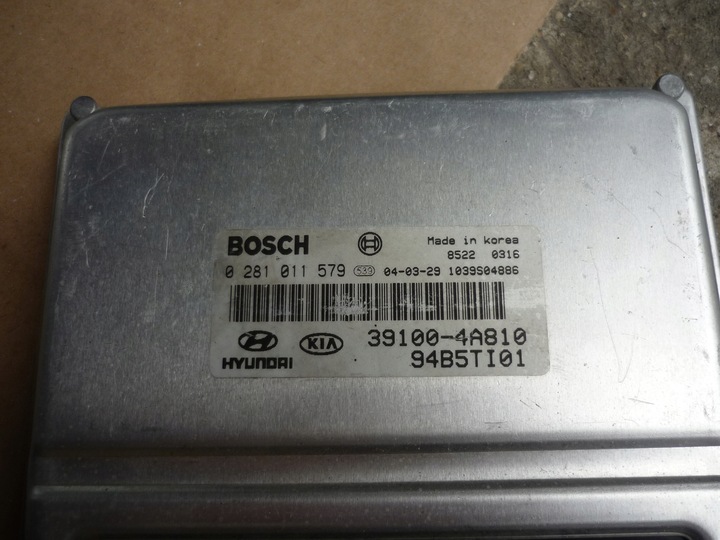 BOSCH Made in korea
8522 0316
0 281 011 579 539 04-03-29 1039S04886
KIA 39100-4A810
HYUNDAI 94B5TI01